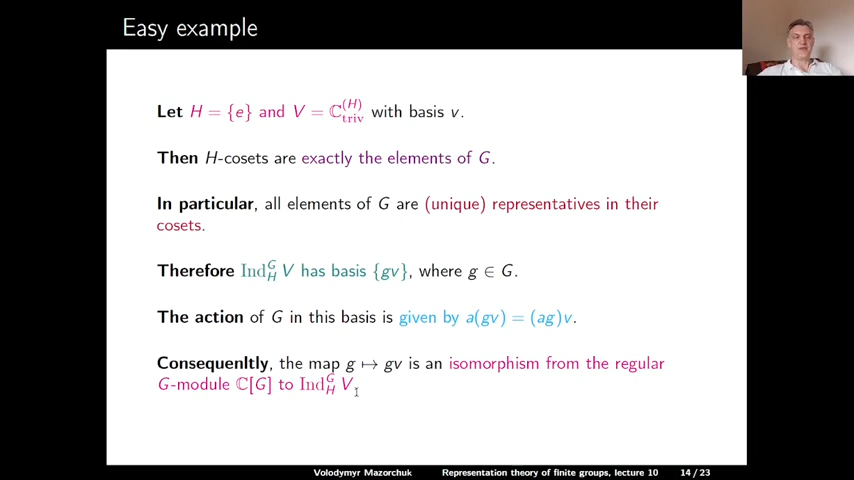 Easy example
Let H = {e} and V = ℂ_triv^(H) with basis v.
Then H-cosets are exactly the elements of G.
In particular, all elements of G are (unique) representatives in their
cosets.
Therefore Ind_H^G V has basis {gv}, where g ∈ G.
The action of G in this basis is given by a(gv) = (ag)v.
Consequenltly, the map g ↦ gv is an isomorphism from the regular
G-module ℂ[G] to Ind_H^G V.
Volodymyr Mazorchuk Representation theory of finite groups, lecture 10 14 / 23